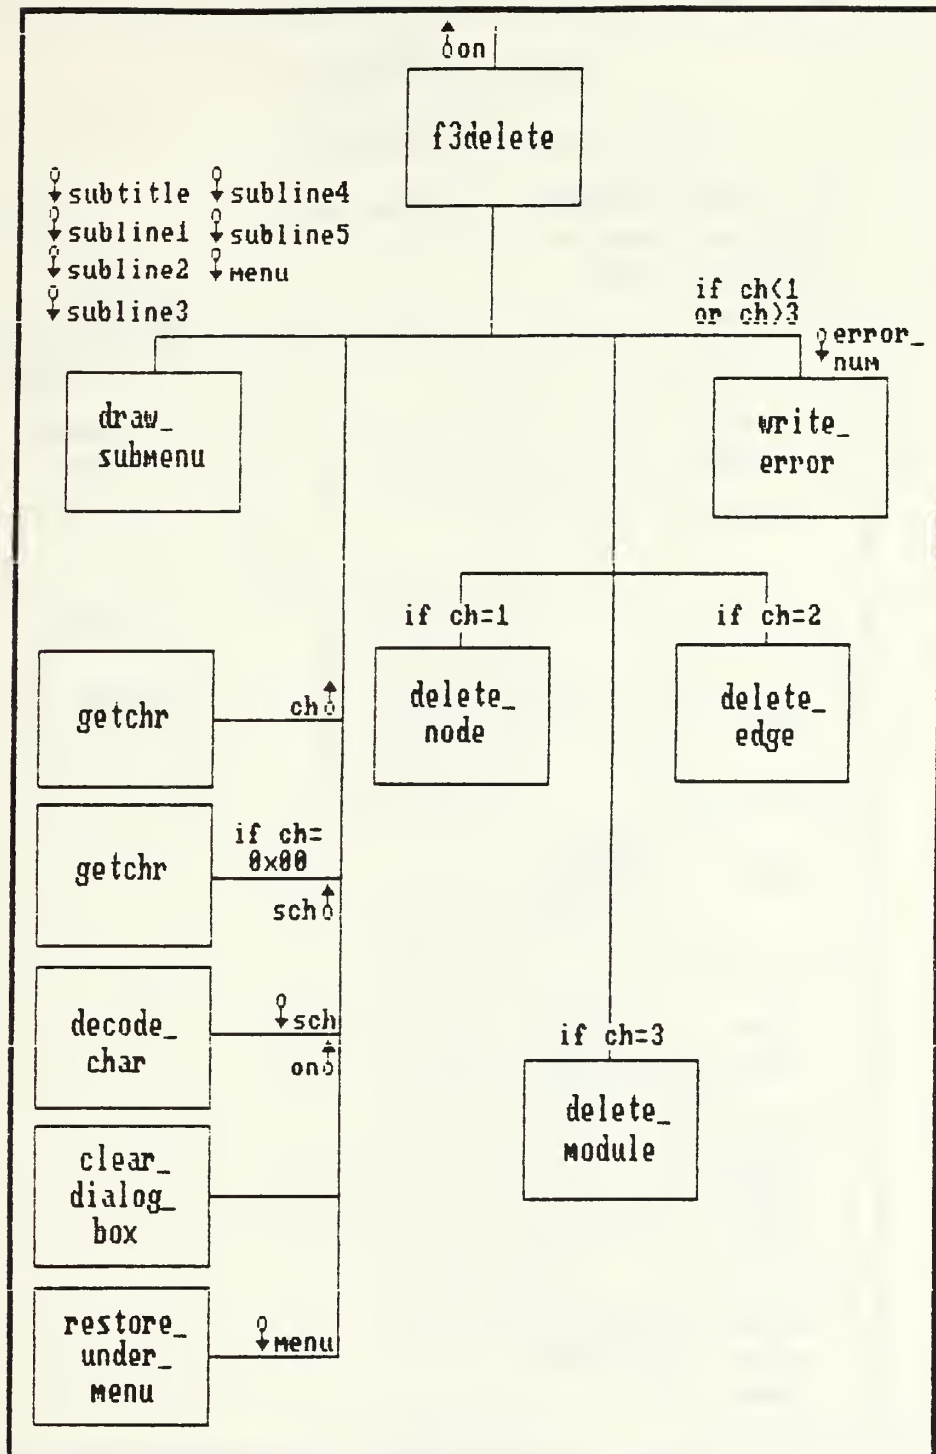 on
f3delete
subtitle subline4
subline1 subline5
subline2 menu
subline3
if ch<1
or ch>3
error_
num
draw_
submenu
write_
error
if ch=1
if ch=2
delete_
node
delete_
edge
getchr
ch
getchr
if ch=
0x00
sch
decode_
char
sch
on
if ch=3
delete_
module
clear_
dialog_
box
restore_
under_
menu
menu